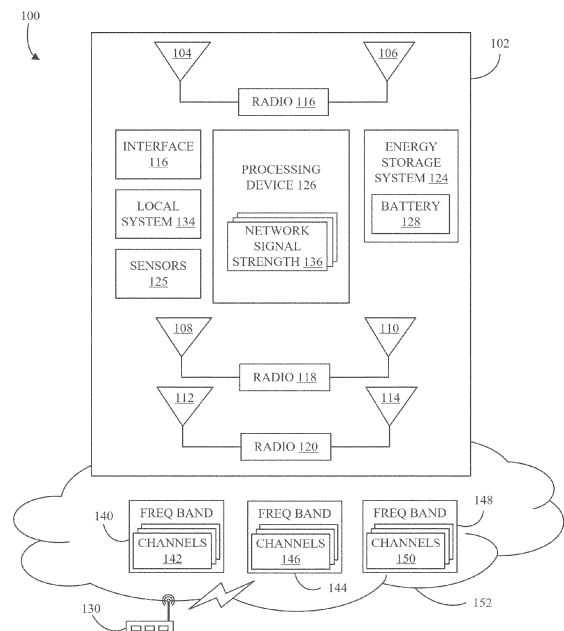 100
102
104
106
RADIO 116
INTERFACE
116
LOCAL
SYSTEM 134
SENSORS
125
PROCESSING
DEVICE 126
NETWORK
SIGNAL
STRENGTH 136
ENERGY
STORAGE
SYSTEM 124
BATTERY
128
108
110
RADIO 118
112
114
RADIO 120
140
FREQ BAND
CHANNELS
142
FREQ BAND
CHANNELS
146
144
FREQ BAND
CHANNELS
150
148
152
130